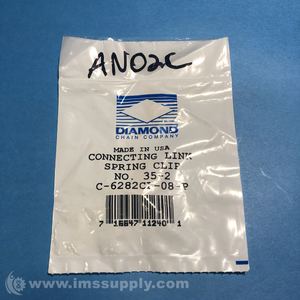 AN02C
DIAMOND
CHAIN COMPANY
MADE IN USA
CONNECTING LINK
SPRING CLIP
NO. 35-2
C-6282CI-08-P
7 16647 11240 1
© www.imssupply.com/